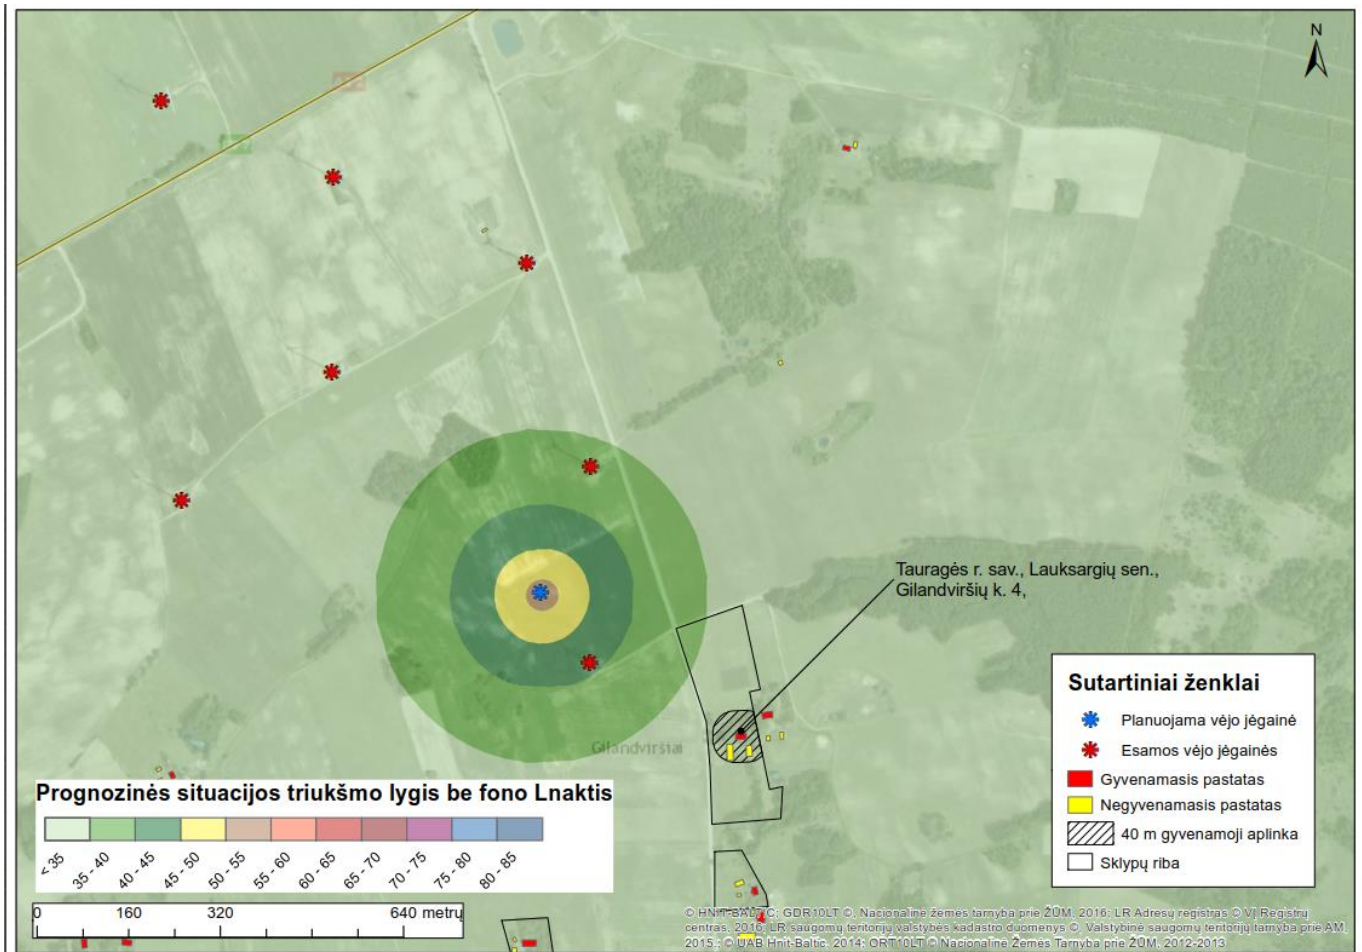 N
Tauragės r. sav., Lauksargių sen.,
Gilandviršių k. 4,
Gilandvirštai
Sutartiniai ženklai
Planuojama vėjo jėgainė
Esamos vėjo jėgainės
Gyvenamasis pastatas
Negyvenamasis pastatas
40 m gyvenamoji aplinka
Sklypų riba
Prognozinės situacijos triukšmo lygis be fono Lnaktis
< 35
35 - 40
40 - 45
45 - 50
50 - 55
55 - 60
60 - 65
65 - 70
70 - 75
75 - 80
80 - 85
0 160 320 640 metrų
© HNIT-BALTIC; GDR10LT ©, Nacionalinė žemės tarnyba prie ŽŪM, 2016; LR Adresų registras © VĮ Registrų
centras, 2016; LR saugomų teritorijų valstybės kadastro duomenys ©, Valstybinė saugomų teritorijų tarnyba prie AM,
2015.; © UAB Hnit-Baltic, 2014; ORT10LT © Nacionalinė Žemės Tarnyba prie ŽŪM, 2012-2013